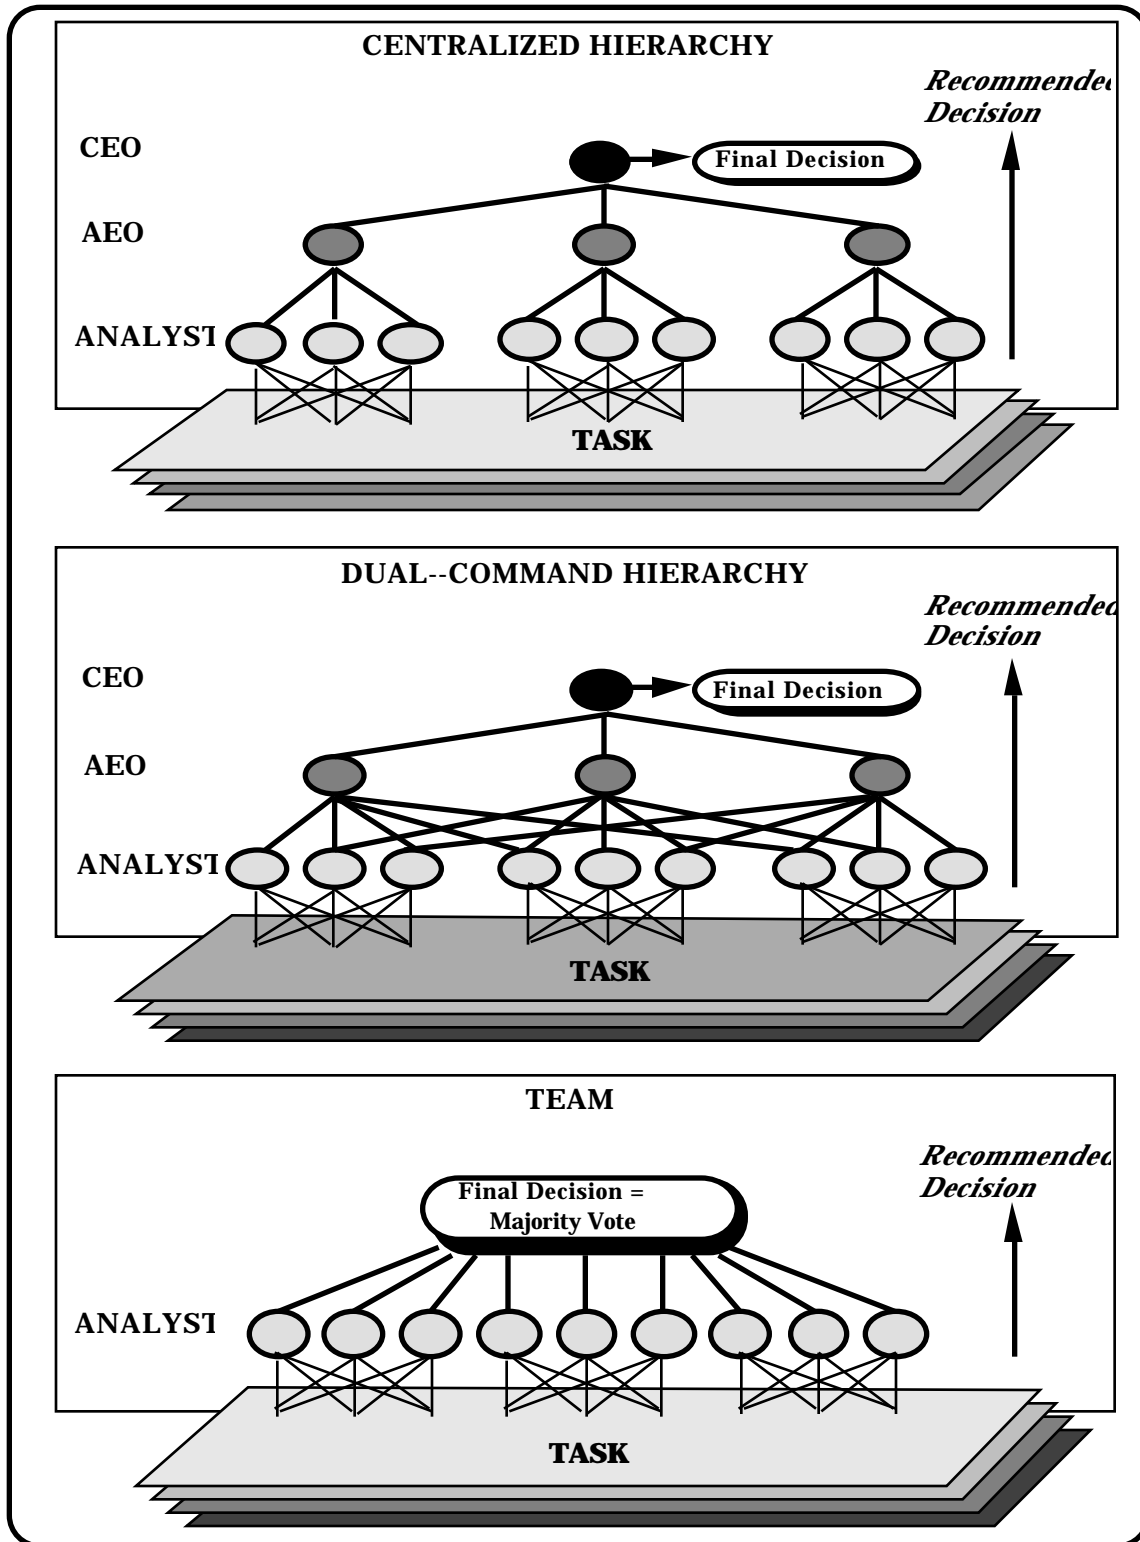 CENTRALIZED HIERARCHY
Recommended
Decision
CEO
Final Decision
AEO
ANALYST
TASK
DUAL--COMMAND HIERARCHY
Recommended
Decision
CEO
Final Decision
AEO
ANALYST
TASK
TEAM
Recommended
Decision
Final Decision =
Majority Vote
ANALYST
TASK